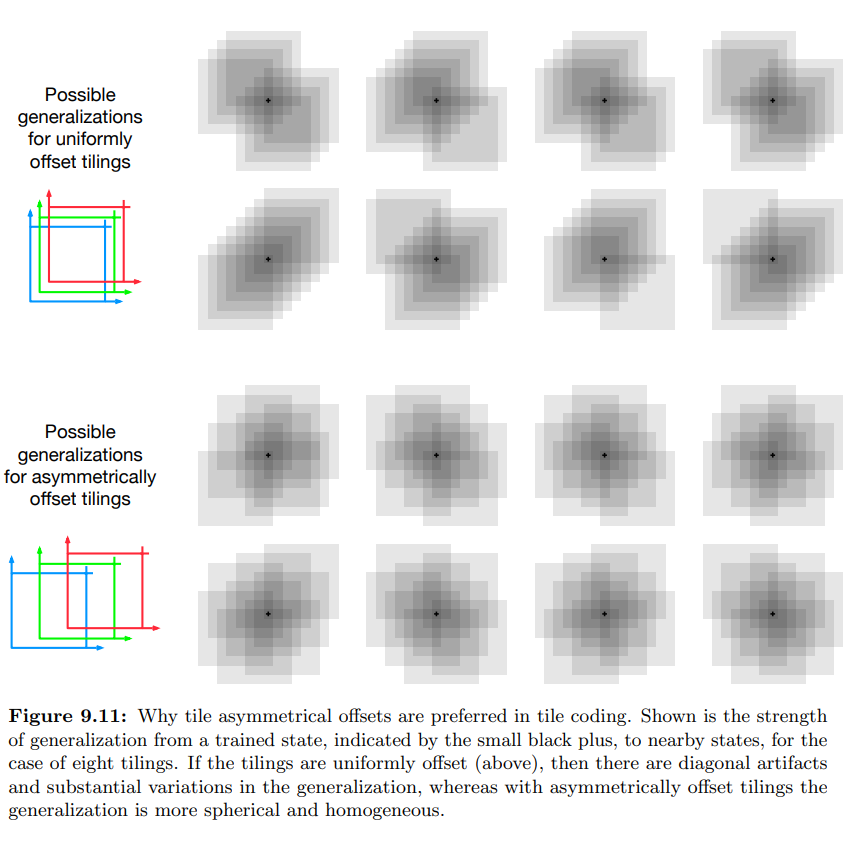 Possible
generalizations
for uniformly
offset tilings
Possible
generalizations
for asymmetrically
offset tilings
Figure 9.11: Why tile asymmetrical offsets are preferred in tile coding. Shown is the strength
of generalization from a trained state, indicated by the small black plus, to nearby states, for the
case of eight tilings. If the tilings are uniformly offset (above), then there are diagonal artifacts
and substantial variations in the generalization, whereas with asymmetrically offset tilings the
generalization is more spherical and homogeneous.